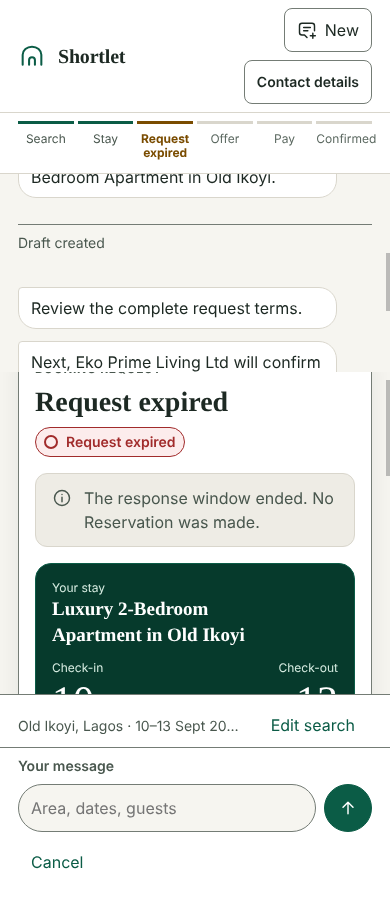 Shortlet
New
Contact details
Search
Stay
Request expired
Offer
Pay
Confirmed
Bedroom Apartment in Old Ikoyi.
Draft created
Review the complete request terms.
Next, Eko Prime Living Ltd will confirm
Request expired
Request expired
The response window ended. No
Reservation was made.
Your stay
Luxury 2-Bedroom
Apartment in Old Ikoyi
Check-in
Check-out
Old Ikoyi, Lagos · 10–13 Sept 20...
Edit search
Your message
Area, dates, guests
Cancel